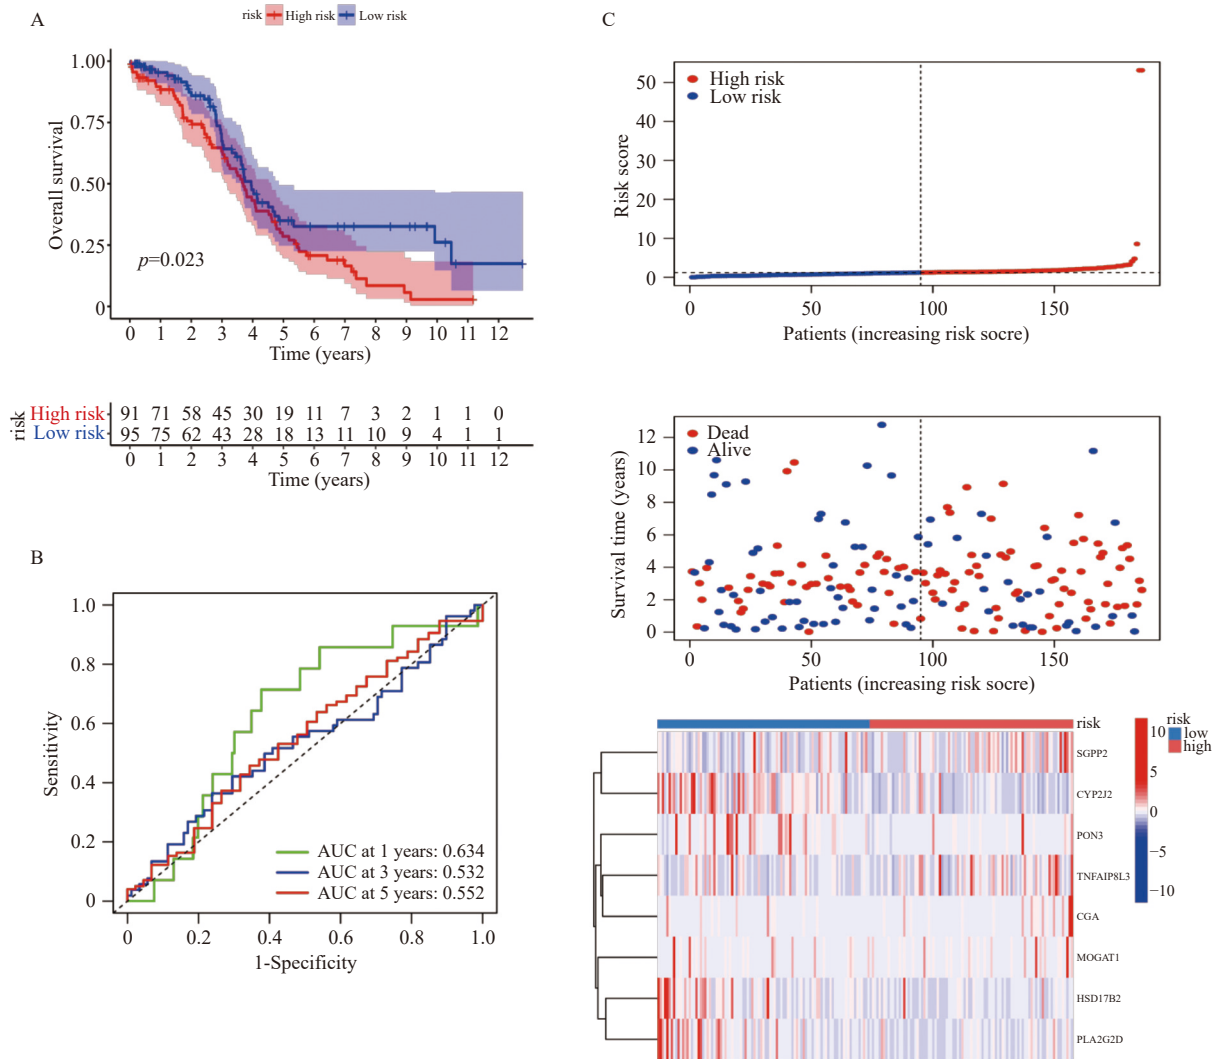 A
risk High risk Low risk
Overall survival
1.00
0.75
0.50
0.25
0
p=0.023
0 1 2 3 4 5 6 7 8 9 10 11 12
Time (years)
risk
High risk 91 71 58 45 30 19 11 7 3 2 1 1 0
Low risk 95 75 62 43 28 18 13 11 10 9 4 1 1
0 1 2 3 4 5 6 7 8 9 10 11 12
Time (years)
B
Sensitivity
1.0
0.8
0.6
0.4
0.2
0
AUC at 1 years: 0.634
AUC at 3 years: 0.532
AUC at 5 years: 0.552
0 0.2 0.4 0.6 0.8 1.0
1-Specificity
C
Risk score
50
40
30
20
10
0
High risk
Low risk
0 50 100 150
Patients (increasing risk socre)
Survival time (years)
12
10
8
6
4
2
0
Dead
Alive
0 50 100 150
Patients (increasing risk socre)
risk
SGPP2
CYP2J2
PON3
TNFAIP8L3
CGA
MOGAT1
HSD17B2
PLA2G2D
10
5
0
−5
−10
risk
low
high